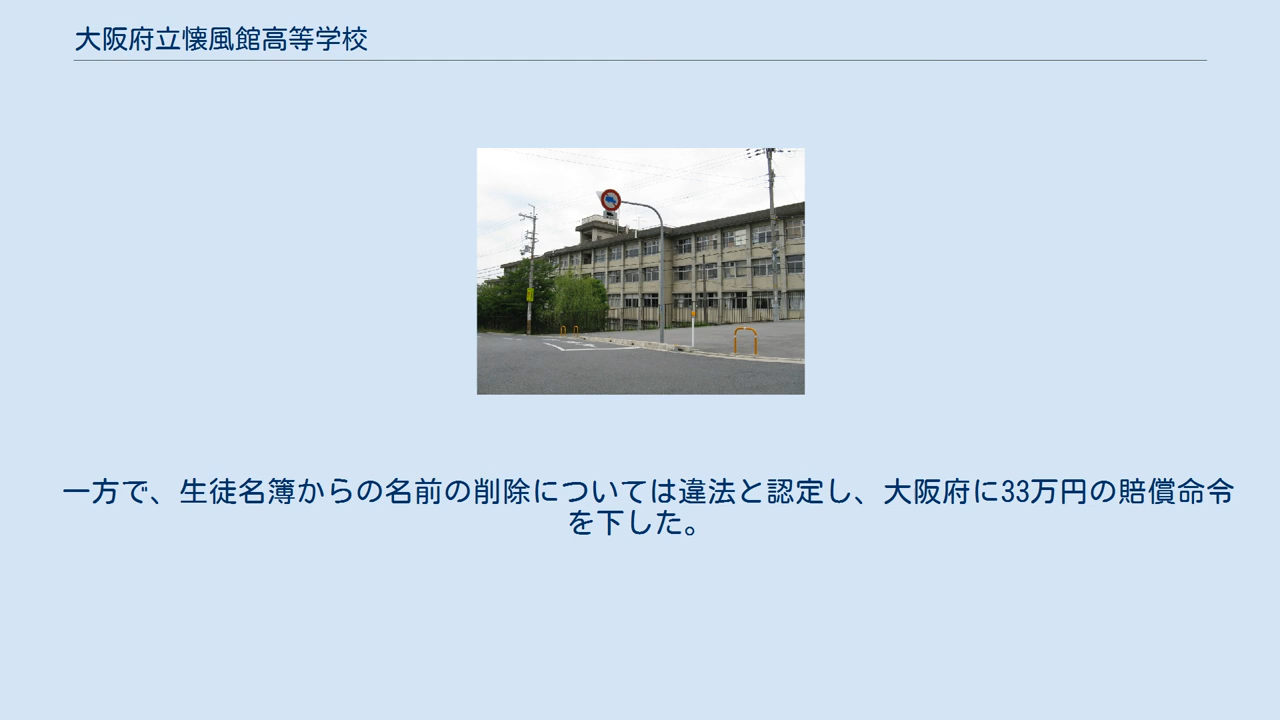 大阪府立懐風館高等学校
一方で、生徒名簿からの名前の削除については違法と認定し、大阪府に33万円の賠償命令
を下した。